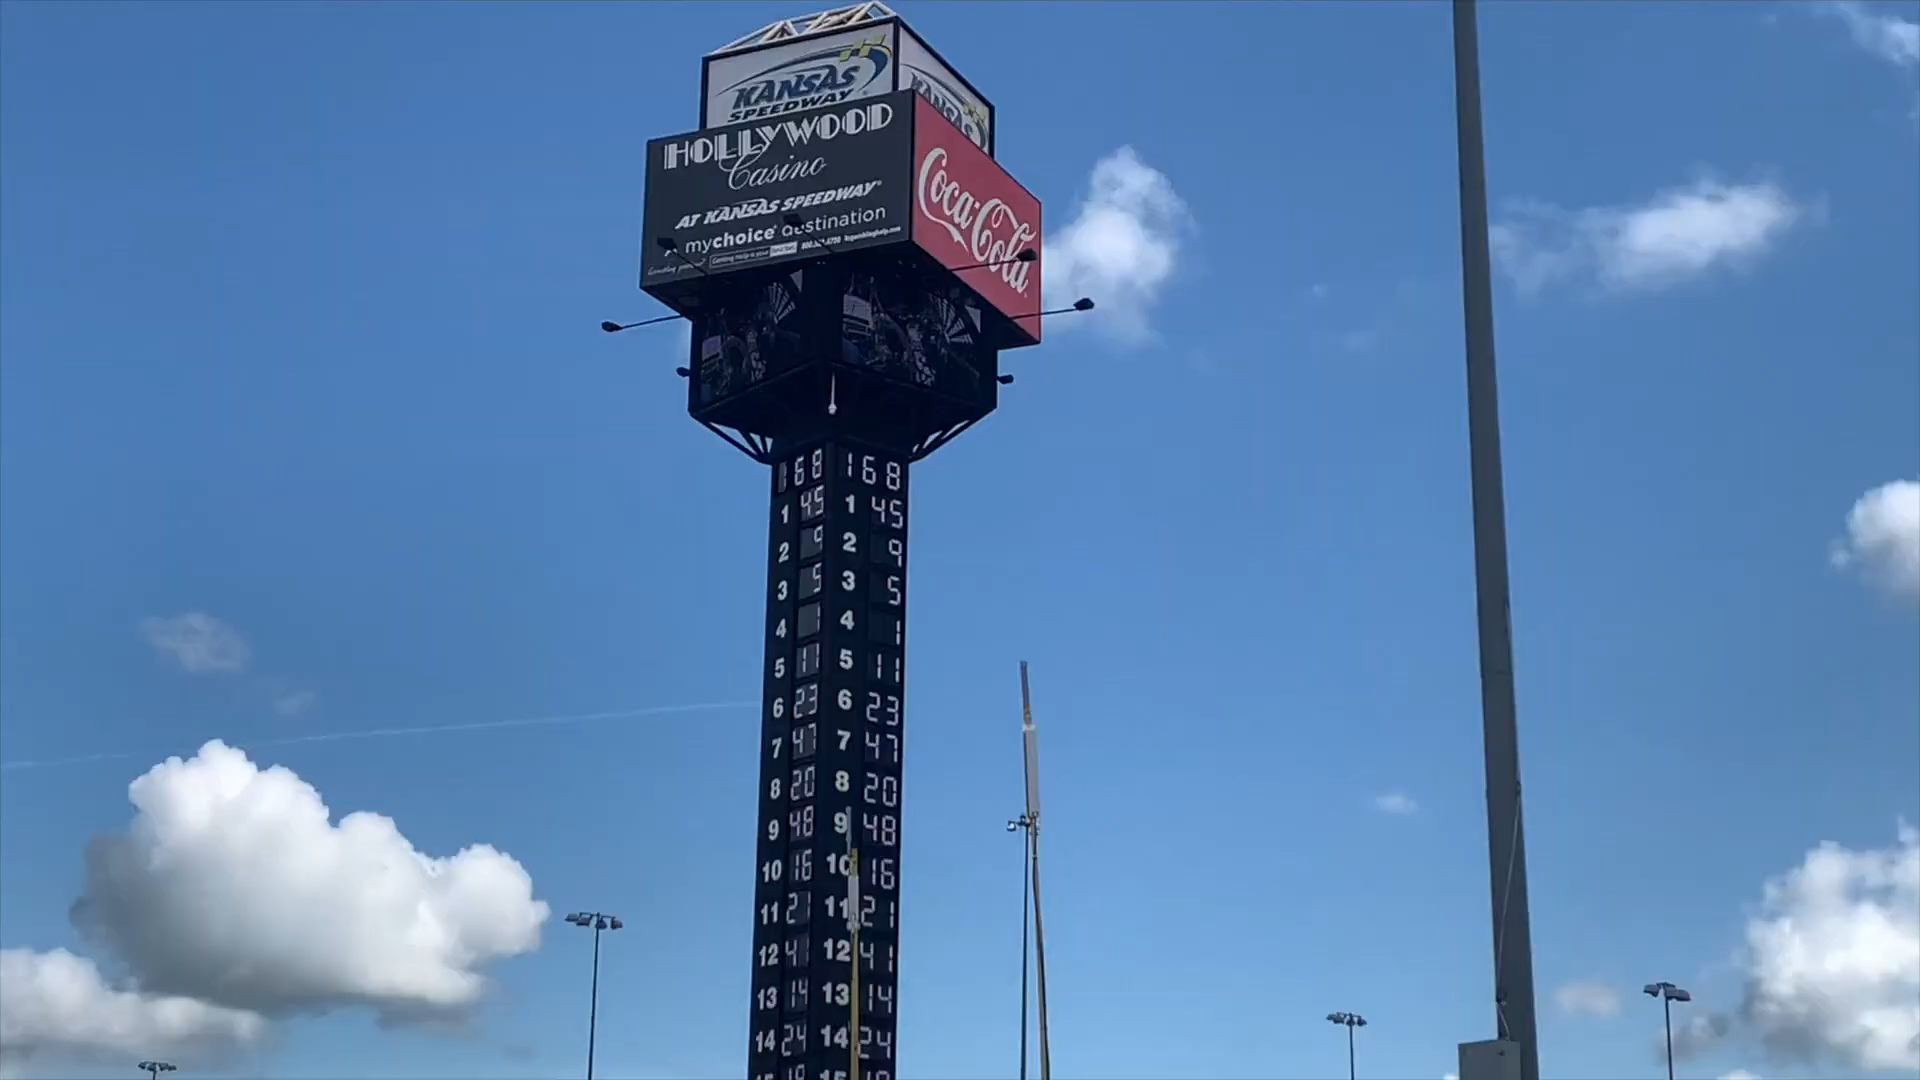 KANSAS
SPEEDWAY
KANSAS
HOLLYWOOD
Casino
AT KANSAS SPEEDWAY
A mychoice destination
Coca-Cola
168 168
1 45 1 45
2 9 2 9
3 5 3 5
4 1 4 1
5 11 5 11
6 23 6 23
7 47 7 47
8 20 8 20
9 48 9 48
10 16 10 16
11 21 11 21
12 41 12 41
13 14 13 14
14 24 14 24